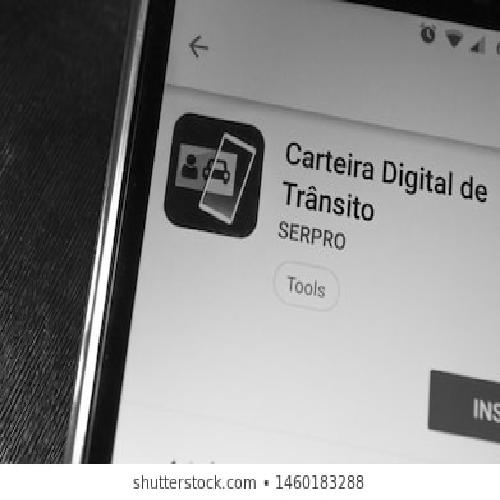 Carteira Digital de
Trânsito
SERPRO
Tools
INS
shutterstock.com • 1460183288